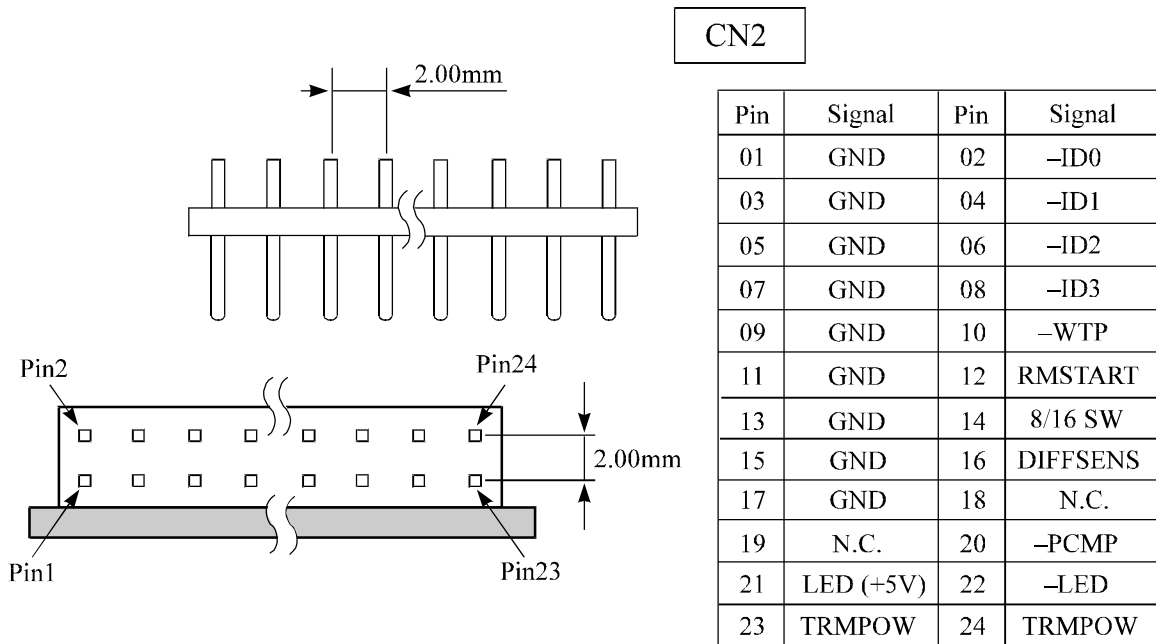 CN2
2.00mm
Pin Signal Pin Signal
01 GND 02 –ID0
03 GND 04 –ID1
05 GND 06 –ID2
07 GND 08 –ID3
09 GND 10 –WTP
11 GND 12 RMSTART
13 GND 14 8/16 SW
15 GND 16 DIFFSENS
17 GND 18 N.C.
19 N.C. 20 –PCMP
21 LED (+5V) 22 –LED
23 TRMPOW 24 TRMPOW
Pin2 Pin24
2.00mm
Pin1 Pin23